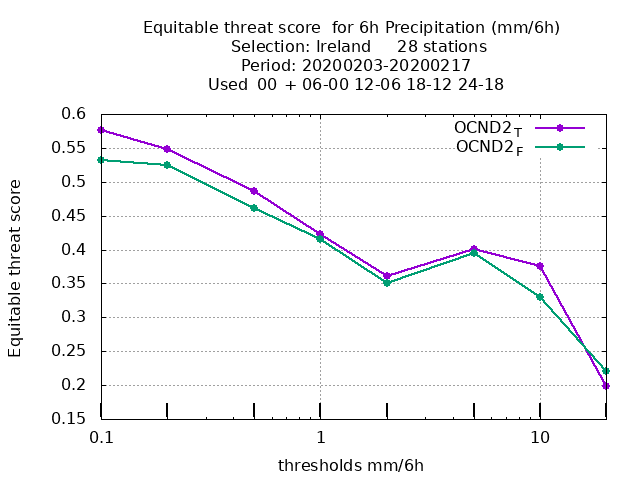 Equitable threat score  for 6h Precipitation (mm/6h)
Selection: Ireland     28 stations
Period: 20200203-20200217
Used  00  + 06-00 12-06 18-12 24-18
OCND2T
OCND2F
Equitable threat score
0.6
0.55
0.5
0.45
0.4
0.35
0.3
0.25
0.2
0.15
0.1 1 10
thresholds mm/6h